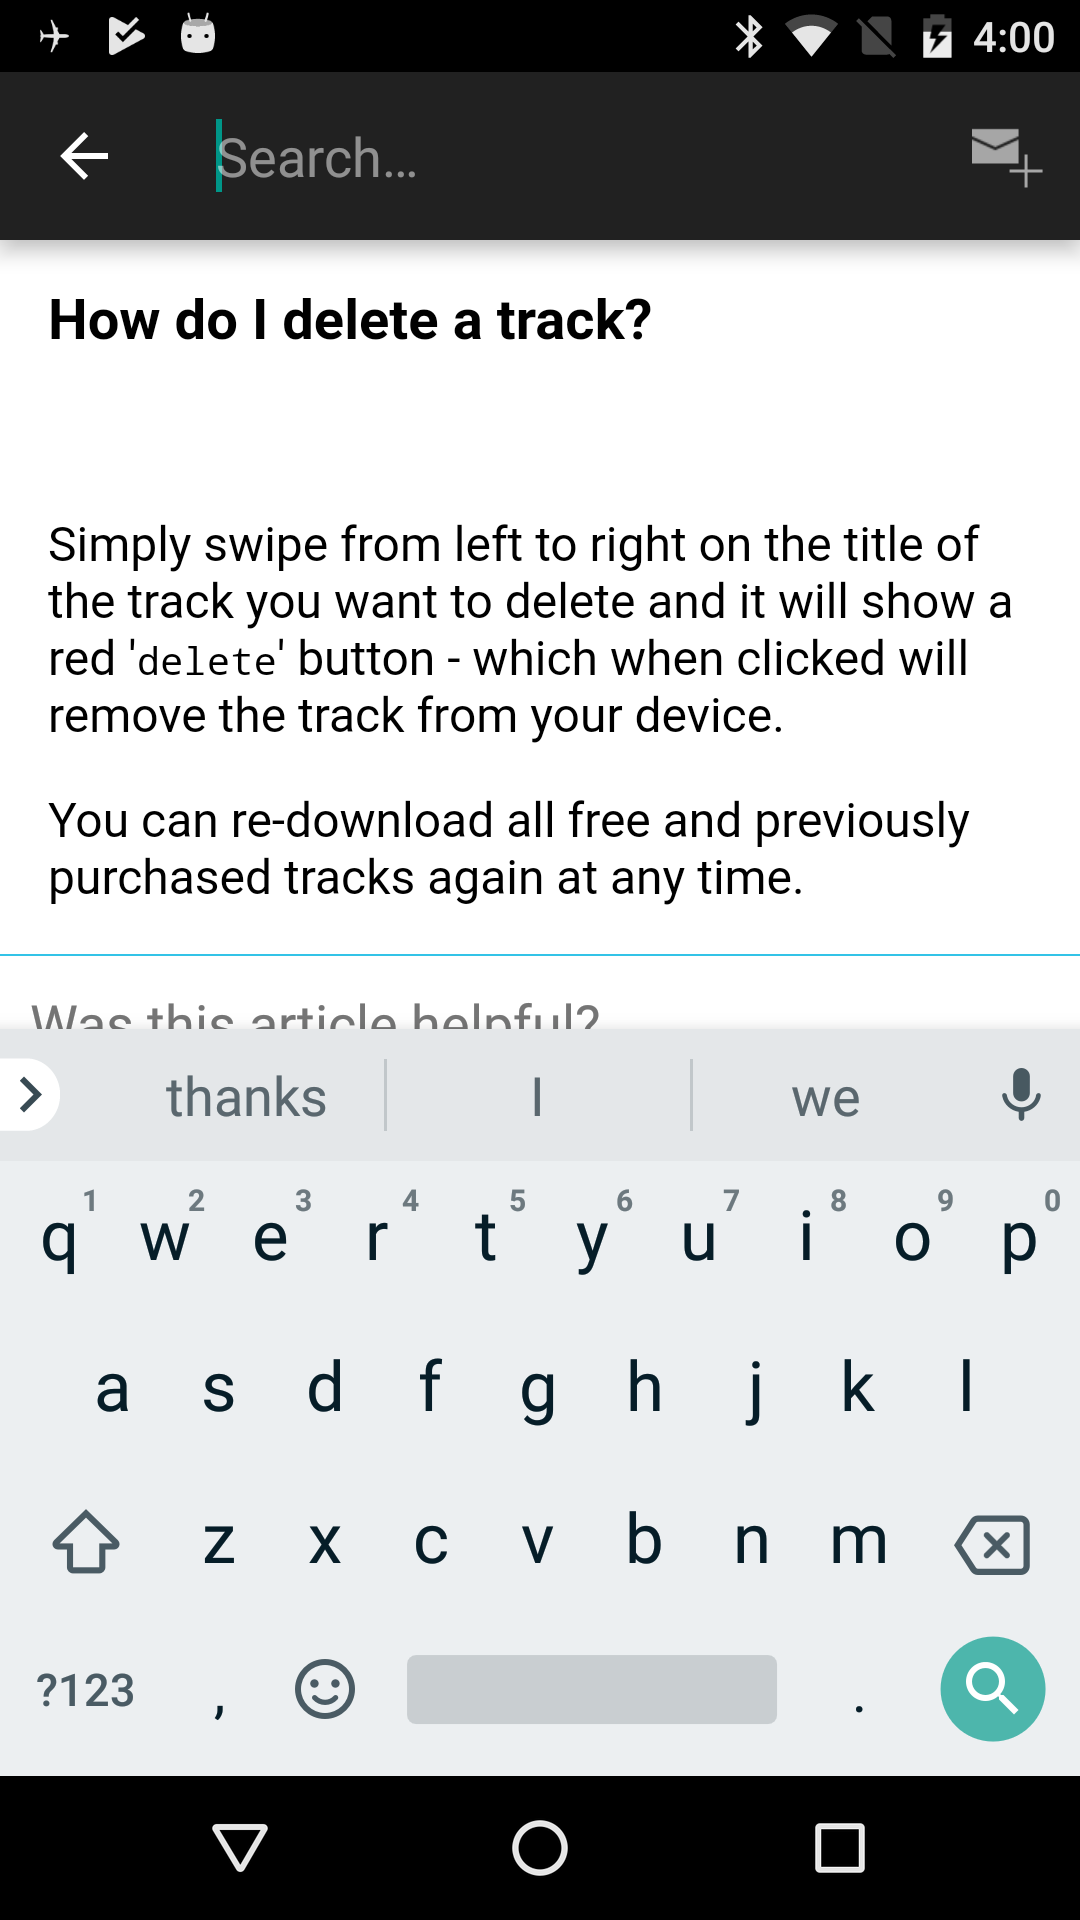 4:00
Search...
How do I delete a track?
Simply swipe from left to right on the title of
the track you want to delete and it will show a
red 'delete' button - which when clicked will
remove the track from your device.
You can re-download all free and previously
purchased tracks again at any time.
Was this article helpful?
thanks I we
1 2 3 4 5 6 7 8 9 0
q w e r t y u i o p
a s d f g h j k l
z x c v b n m
?123 , .